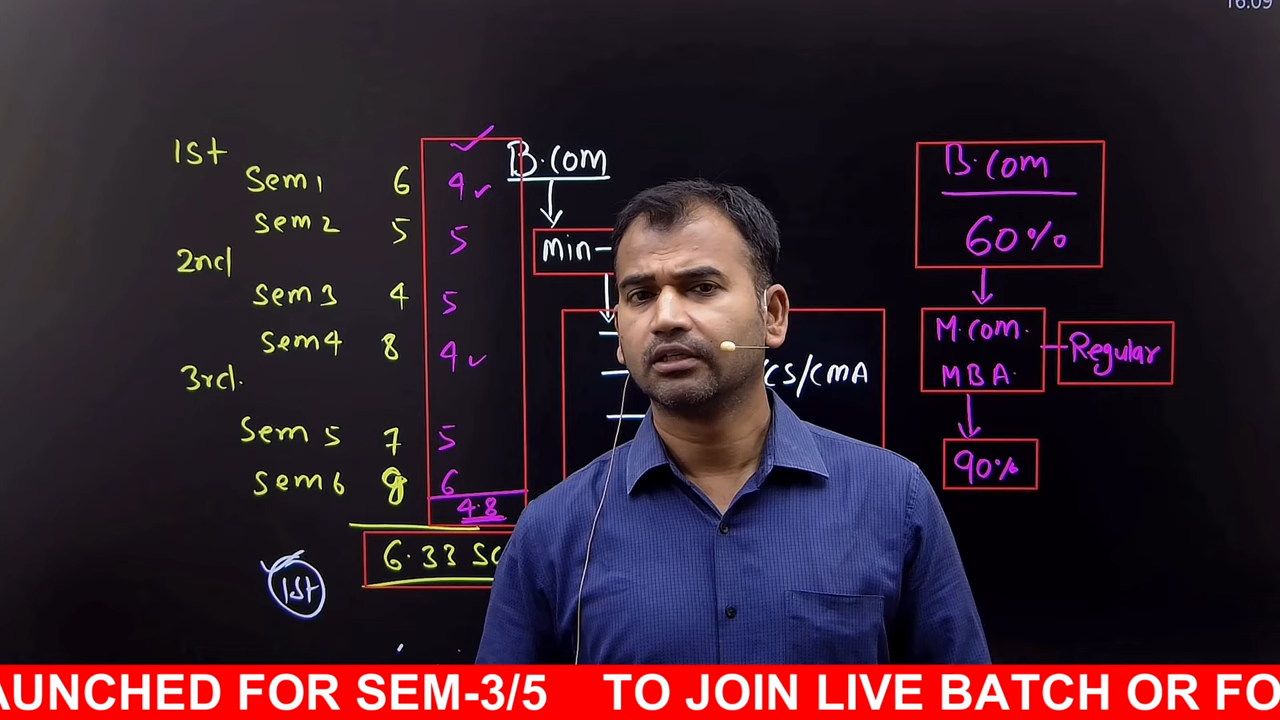 16:09
1st
Sem 1 6 4 ✓
Sem 2 5 5
2nd
Sem 3 4 5
Sem 4 8 4 ✓
3rd.
Sem 5 7 5
Sem 6 8 6
4.8
6.33
1st
B.Com
Min-
CS/CMA
B.Com
60%
M.Com.
MBA.
Regular
90%
FOR SEM-3/5 TO JOIN LIVE BATCH OR